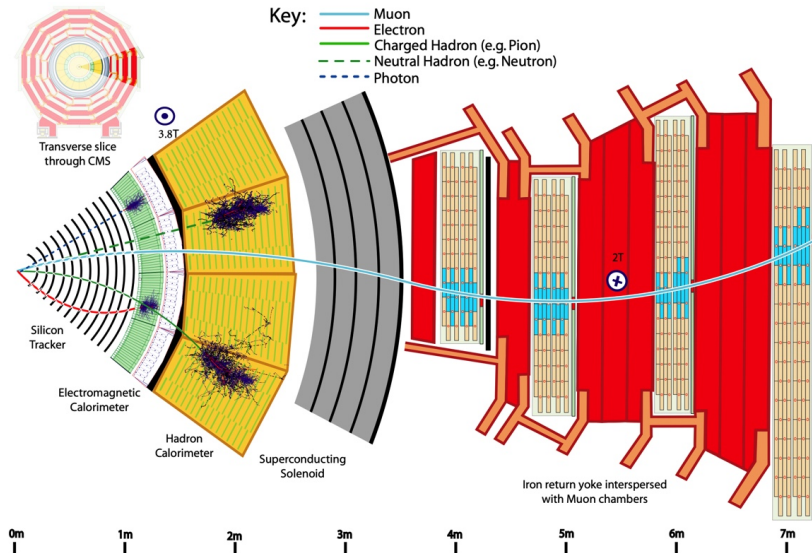 Key:
Muon
Electron
Charged Hadron (e.g. Pion)
Neutral Hadron (e.g. Neutron)
Photon
Transverse slice
through CMS
3.8T
2T
Silicon
Tracker
Electromagnetic
Calorimeter
Hadron
Calorimeter
Superconducting
Solenoid
Iron return yoke interspersed
with Muon chambers
0m 1m 2m 3m 4m 5m 6m 7m